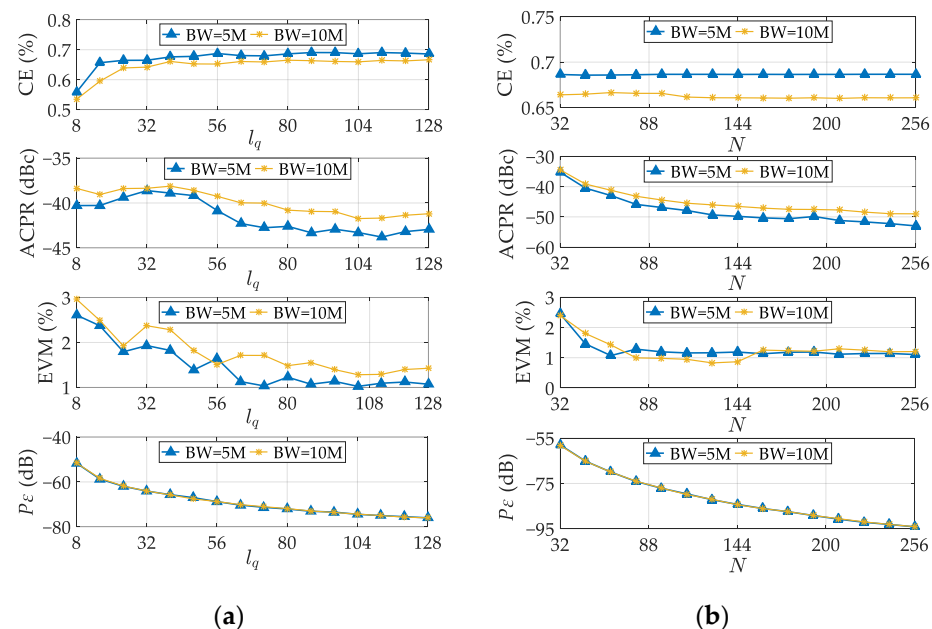 CE (%)
0.8
0.7
0.6
0.5
BW=5M BW=10M
8 32 56 80 104 128
l_q
ACPR (dBc)
−35
−40
−45
BW=5M BW=10M
8 32 56 80 104 128
l_q
EVM (%)
3
2
1
BW=5M BW=10M
8 32 56 80 108 128
l_q
Pε (dB)
−40
−60
−80
BW=5M BW=10M
8 32 56 80 104 128
l_q
(a)
CE (%)
0.75
0.7
0.65
BW=5M BW=10M
32 88 144 200 256
N
ACPR (dBc)
−30
−40
−50
−60
BW=5M BW=10M
32 88 144 200 256
N
EVM (%)
3
2
1
0
BW=5M BW=10M
32 88 144 200 256
N
Pε (dB)
−55
−75
−95
BW=5M BW=10M
32 88 144 200 256
N
(b)